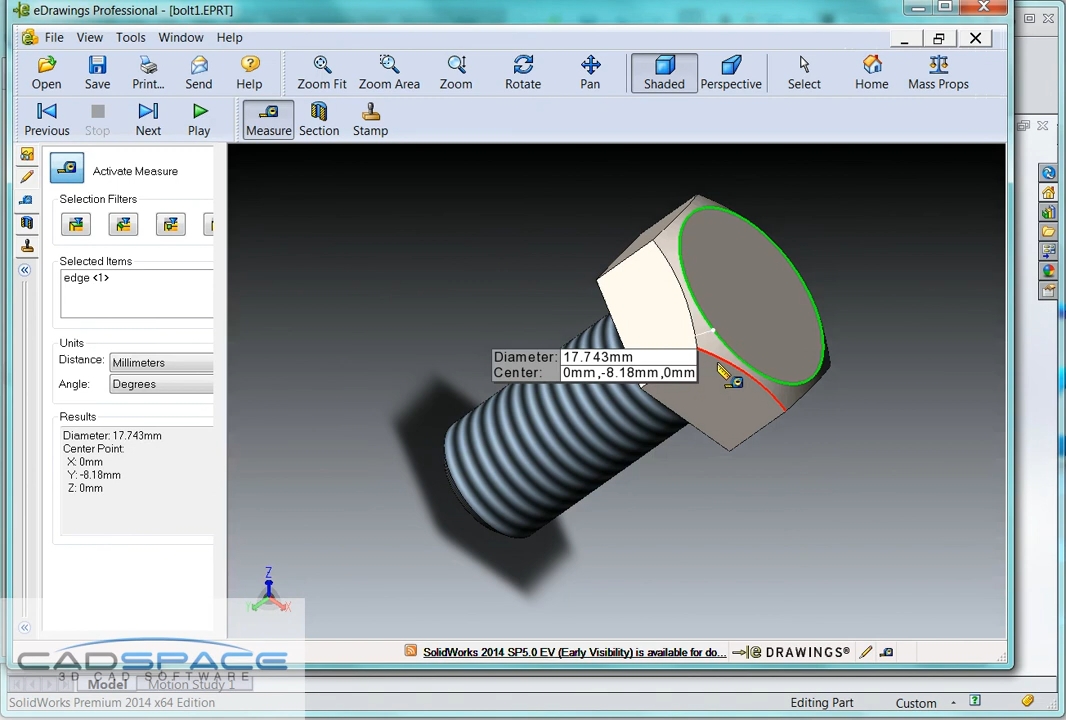 eDrawings Professional - [bolt1.EPRT]
File View Tools Window Help
Open Save Print... Send Help Zoom Fit Zoom Area Zoom Rotate Pan Shaded Perspective Select Home Mass Props
Previous Stop Next Play Measure Section Stamp
Activate Measure
Selection Filters
Selected Items
edge <1>
Units
Distance: Millimeters
Angle: Degrees
Results
Diameter: 17.743mm
Center Point:
X: 0mm
Y: -8.18mm
Z: 0mm
Diameter: 17.743mm
Center: 0mm,-8.18mm,0mm
Z
Y X
SolidWorks 2014 SP5.0 EV (Early Visibility) is available for do...
@ DRAWINGS®
CADSPACE
3D CAD SOFTWARE
Model Motion Study 1
SolidWorks Premium 2014 x64 Edition
Editing Part Custom